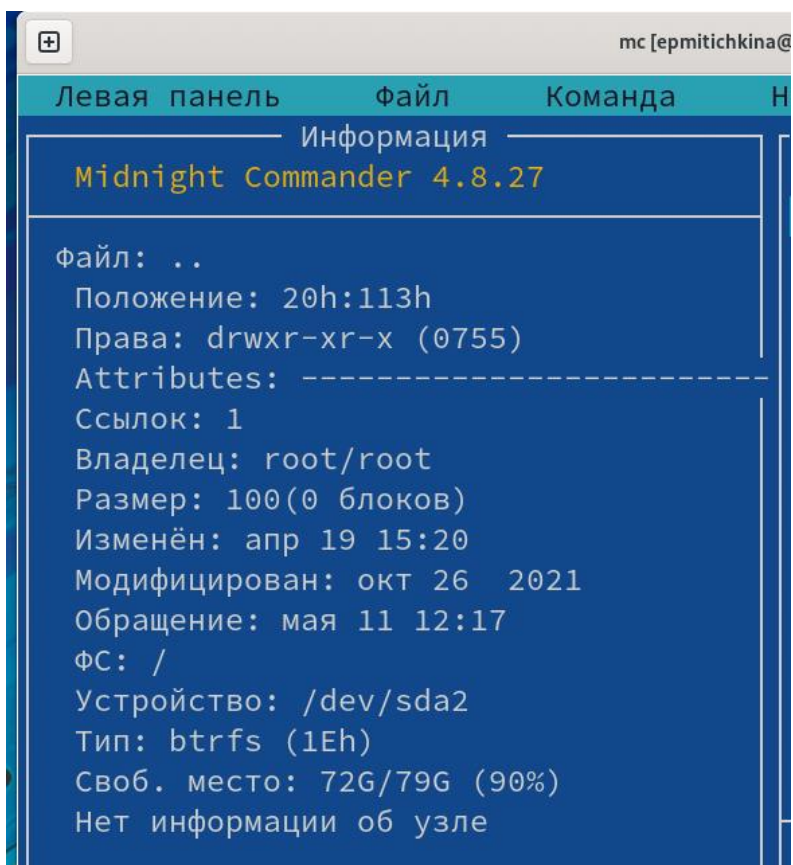 mc [epmitichkina@
Левая панель Файл Команда Н
Информация
Midnight Commander 4.8.27
Файл: ..
Положение: 20h:113h
Права: drwxr-xr-x (0755)
Attributes: -------------------------
Ссылок: 1
Владелец: root/root
Размер: 100(0 блоков)
Изменён: апр 19 15:20
Модифицирован: окт 26  2021
Обращение: мая 11 12:17
ФС: /
Устройство: /dev/sda2
Тип: btrfs (1Eh)
Своб. место: 72G/79G (90%)
Нет информации об узле